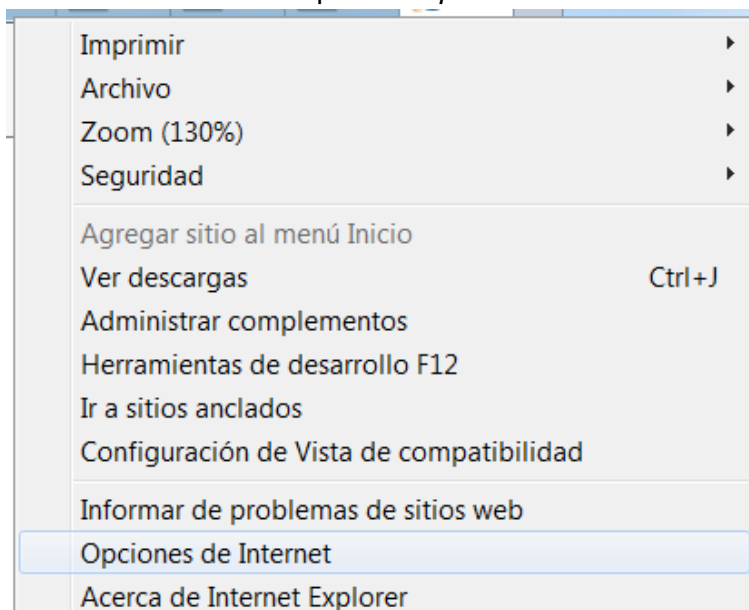 Imprimir
Archivo
Zoom (130%)
Seguridad
Agregar sitio al menú Inicio
Ver descargas Ctrl+J
Administrar complementos
Herramientas de desarrollo F12
Ir a sitios anclados
Configuración de Vista de compatibilidad
Informar de problemas de sitios web
Opciones de Internet
Acerca de Internet Explorer